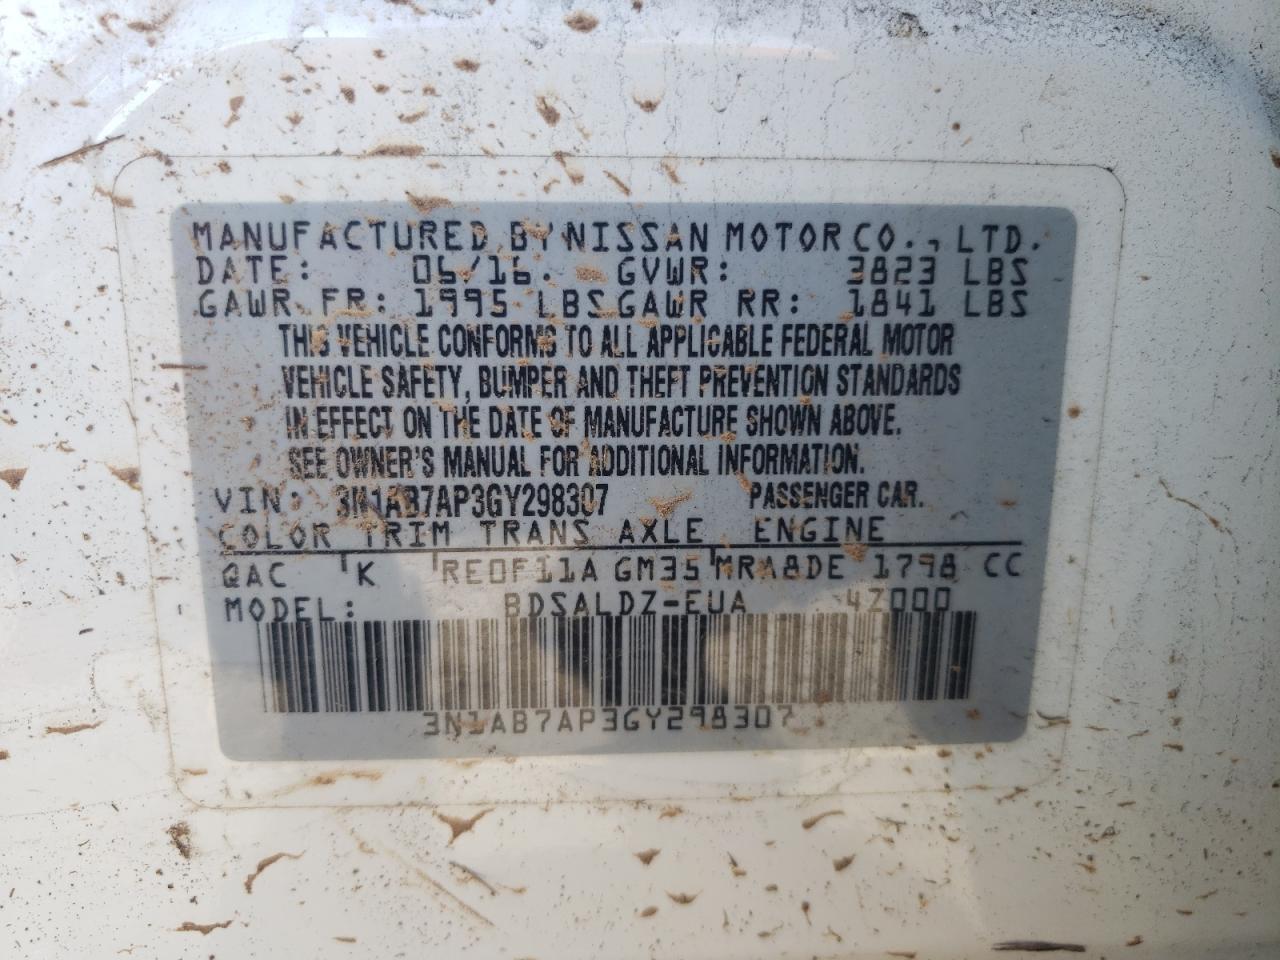 MANUFACTURED BY NISSAN MOTOR CO., LTD.
DATE: 06/16. GVWR: 3823 LBS
GAWR FR: 1995 LBS GAWR RR: 1841 LBS
THIS VEHICLE CONFORMS TO ALL APPLICABLE FEDERAL MOTOR
VEHICLE SAFETY, BUMPER AND THEFT PREVENTION STANDARDS
IN EFFECT ON THE DATE OF MANUFACTURE SHOWN ABOVE.
SEE OWNER'S MANUAL FOR ADDITIONAL INFORMATION.
VIN: 3N1AB7AP3GY298307 PASSENGER CAR.
COLOR TRIM TRANS AXLE ENGINE
QAC K RE0F11A GM35 MRA8DE 1798 CC
MODEL: BDSALDZ-EUA 4Z000
3N1AB7AP3GY298307